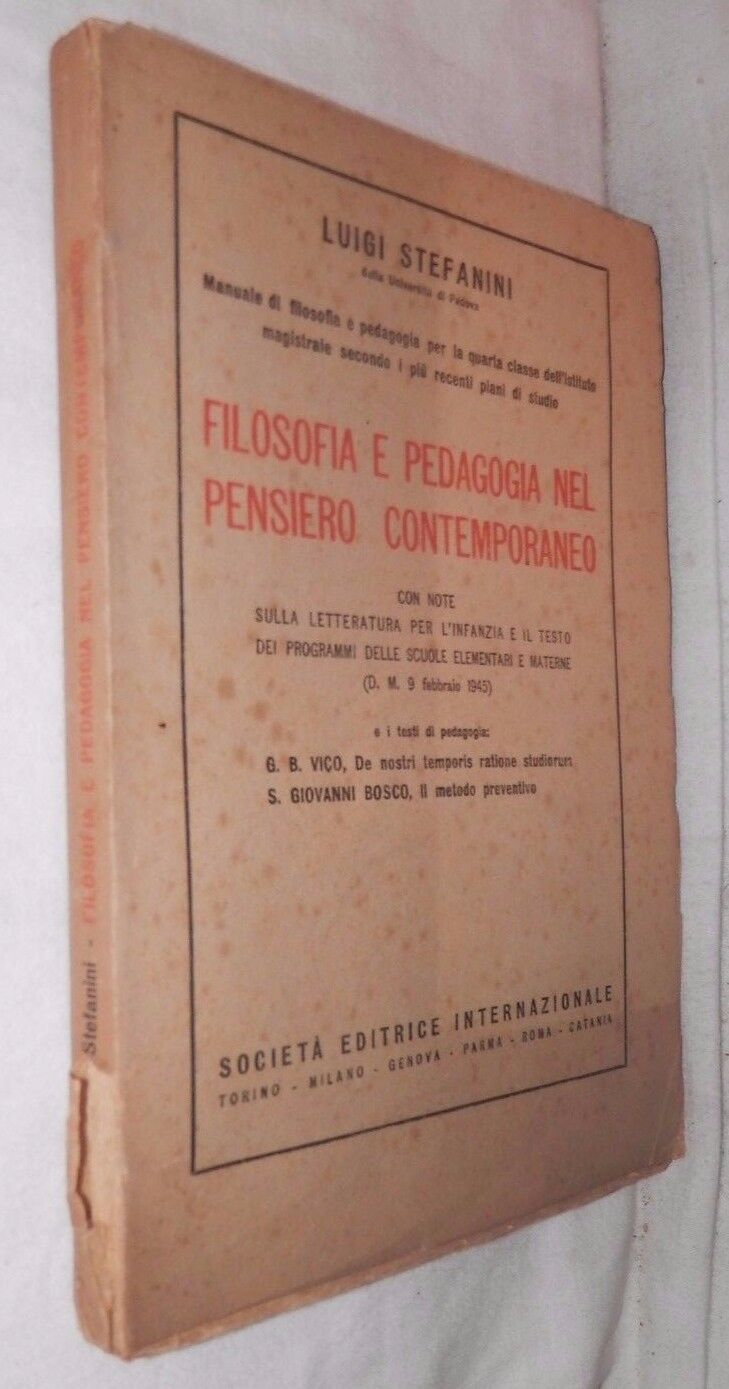 LUIGI STEFANINI
della Università di Padova
Manuale di filosofia e pedagogia per la quarta classe dell'istituto
magistrale secondo i più recenti piani di studio
FILOSOFIA E PEDAGOGIA NEL
PENSIERO CONTEMPORANEO
CON NOTE
SULLA LETTERATURA PER L'INFANZIA E IL TESTO
DEI PROGRAMMI DELLE SCUOLE ELEMENTARI E MATERNE
(D. M. 9 febbraio 1945)
e i testi di pedagogia:
G. B. VICO, De nostri temporis ratione studiorum
S. GIOVANNI BOSCO, Il metodo preventivo
SOCIETÀ EDITRICE INTERNAZIONALE
TORINO - MILANO - GENOVA - PARMA - ROMA - CATANIA
Stefanini - FILOSOFIA E PEDAGOGIA NEL PENSIERO CONTEMPORANEO